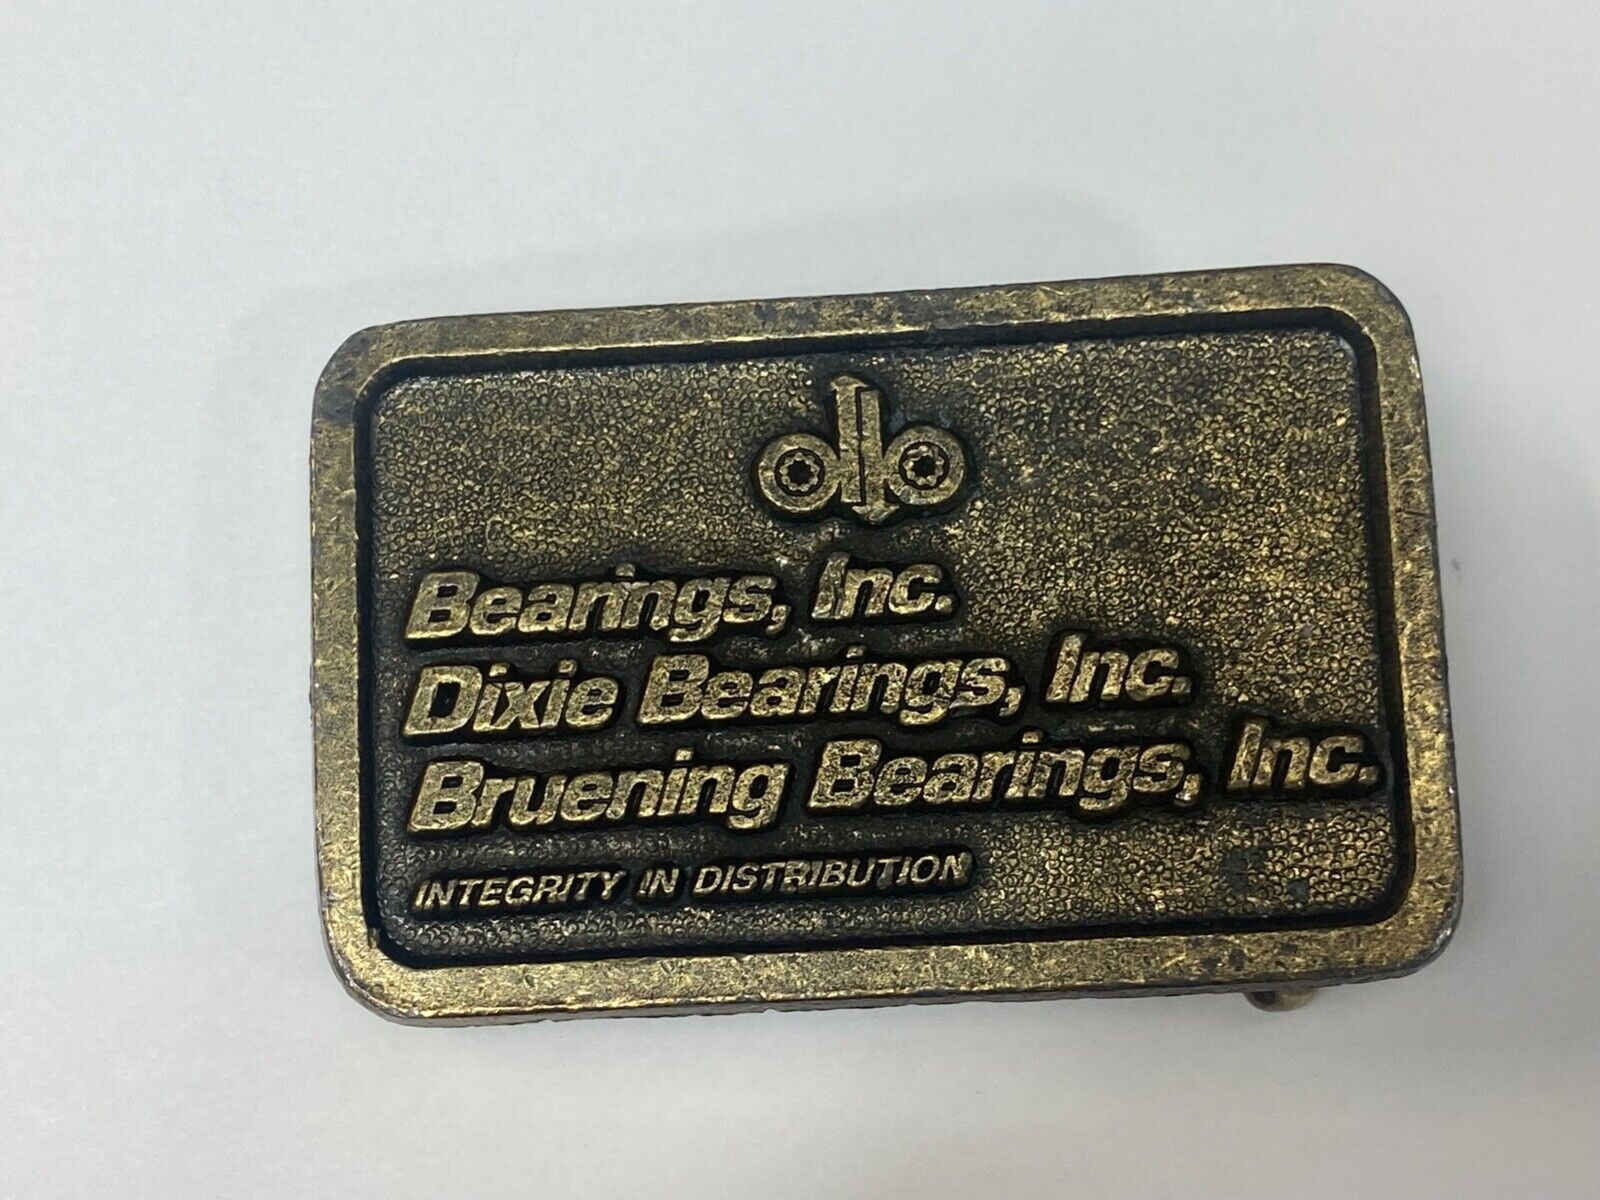 Bearings, Inc.
Dixie Bearings, Inc.
Bruening Bearings, Inc.
INTEGRITY IN DISTRIBUTION